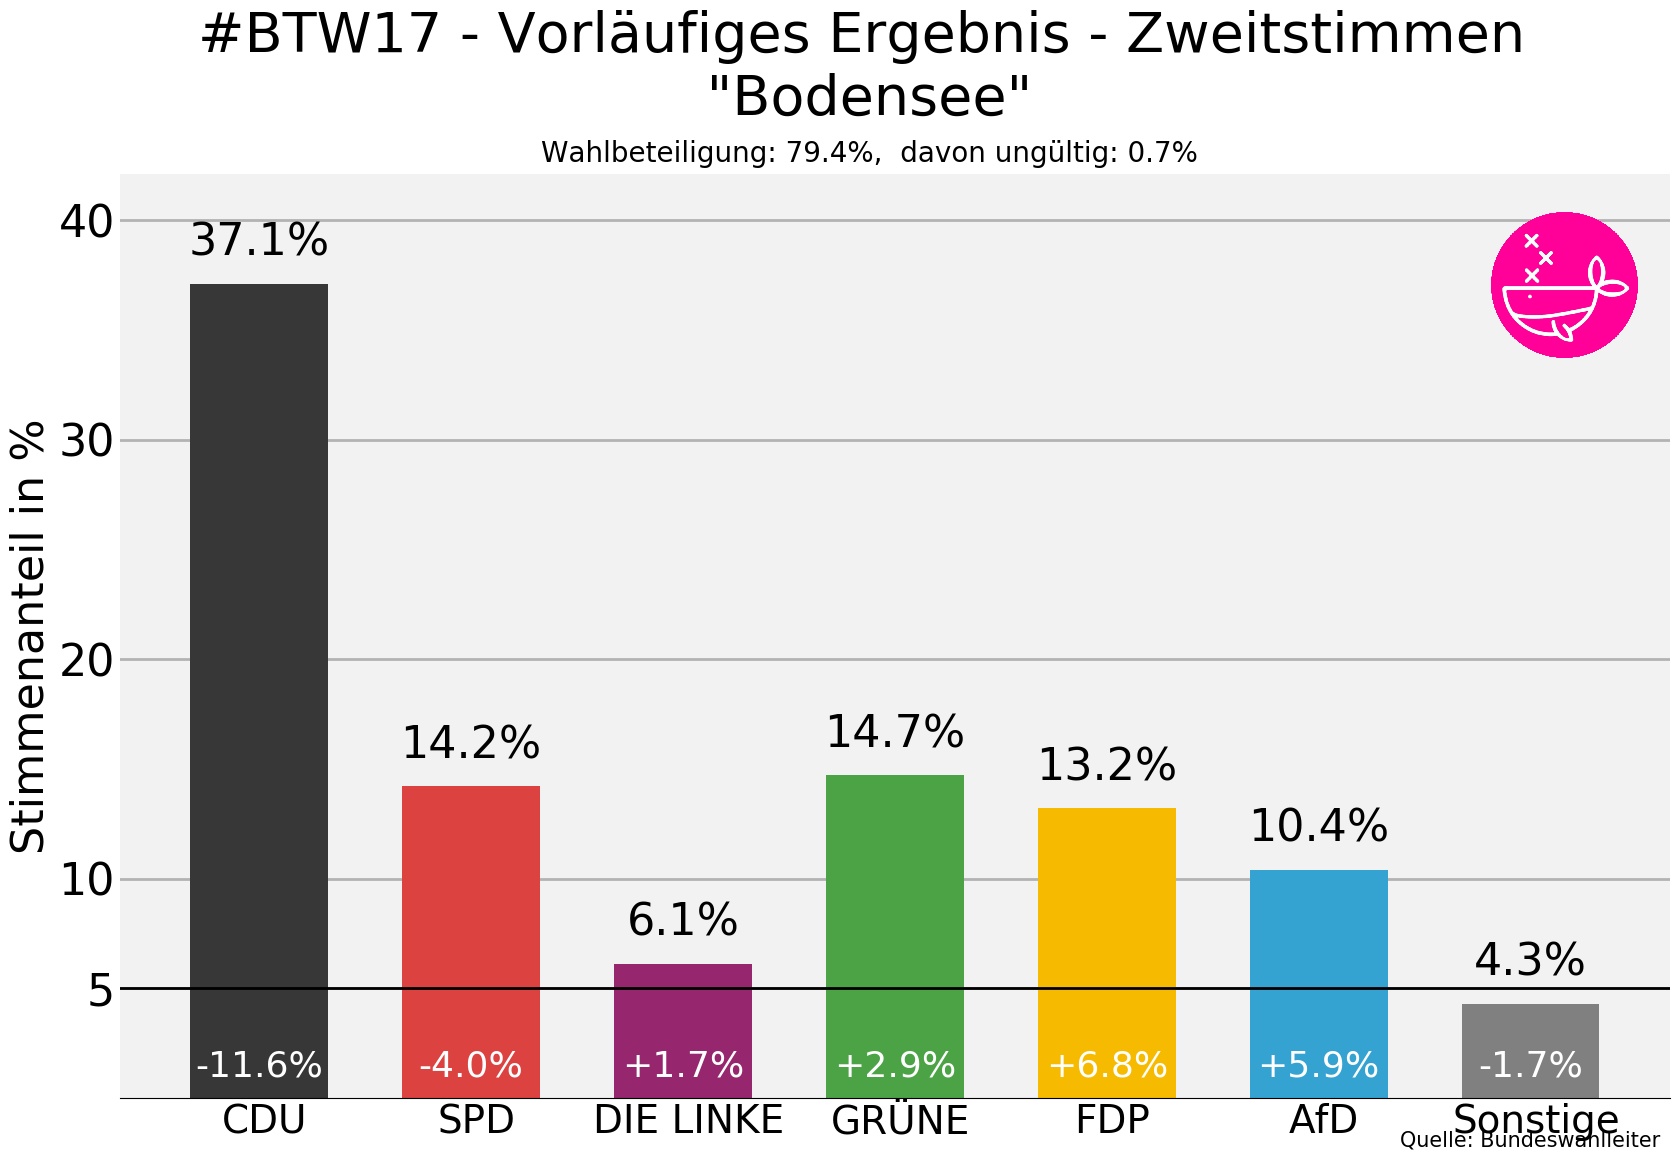 #BTW17 - Vorläufiges Ergebnis - Zweitstimmen
"Bodensee"
Wahlbeteiligung: 79.4%,  davon ungültig: 0.7%
Stimmenanteil in %
40
30
20
10
5
37.1%
14.2%
6.1%
14.7%
13.2%
10.4%
4.3%
-11.6%
-4.0%
+1.7%
+2.9%
+6.8%
+5.9%
-1.7%
CDU
SPD
DIE LINKE
GRÜNE
FDP
AfD
Sonstige
Quelle: Bundeswahlleiter